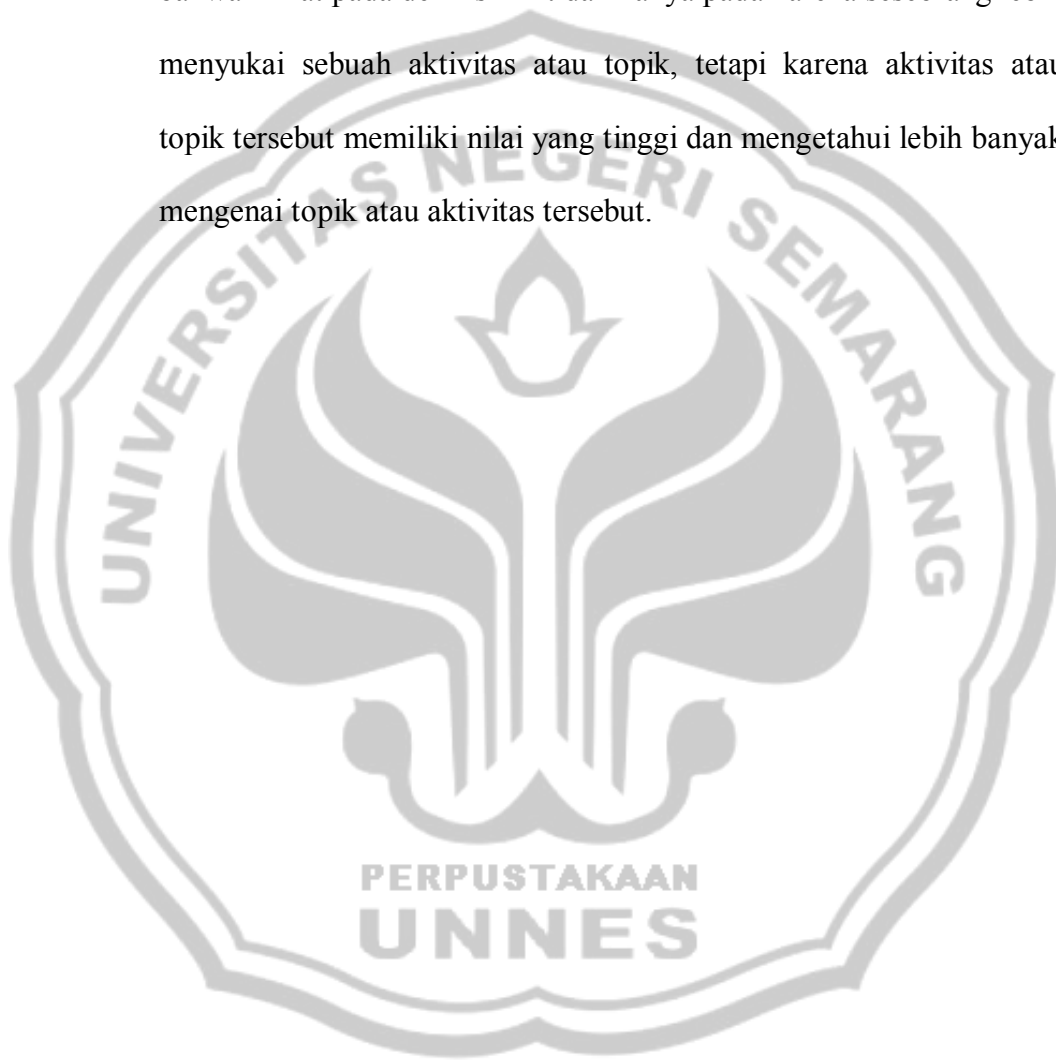 menyukai sebuah aktivitas atau topik, tetapi karena aktivitas atau
topik tersebut memiliki nilai yang tinggi dan mengetahui lebih banyak
mengenai topik atau aktivitas tersebut.
UNIVERSITAS NEGERI SEMARANG
PERPUSTAKAAN
UNNES